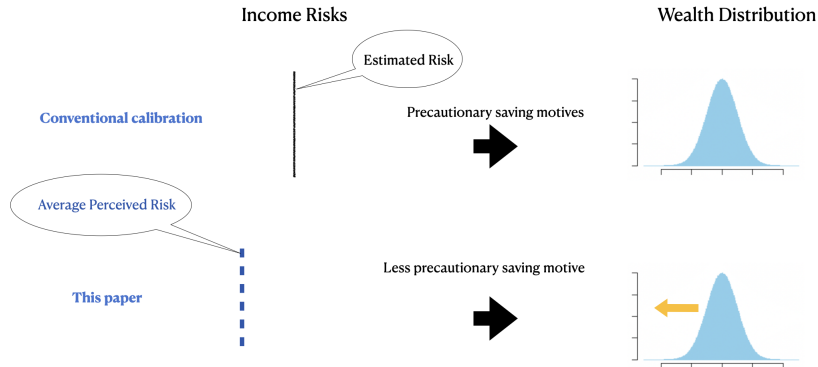 Income Risks
Wealth Distribution
Estimated Risk
Conventional calibration
Precautionary saving motives
Average Perceived Risk
Less precautionary saving motive
This paper